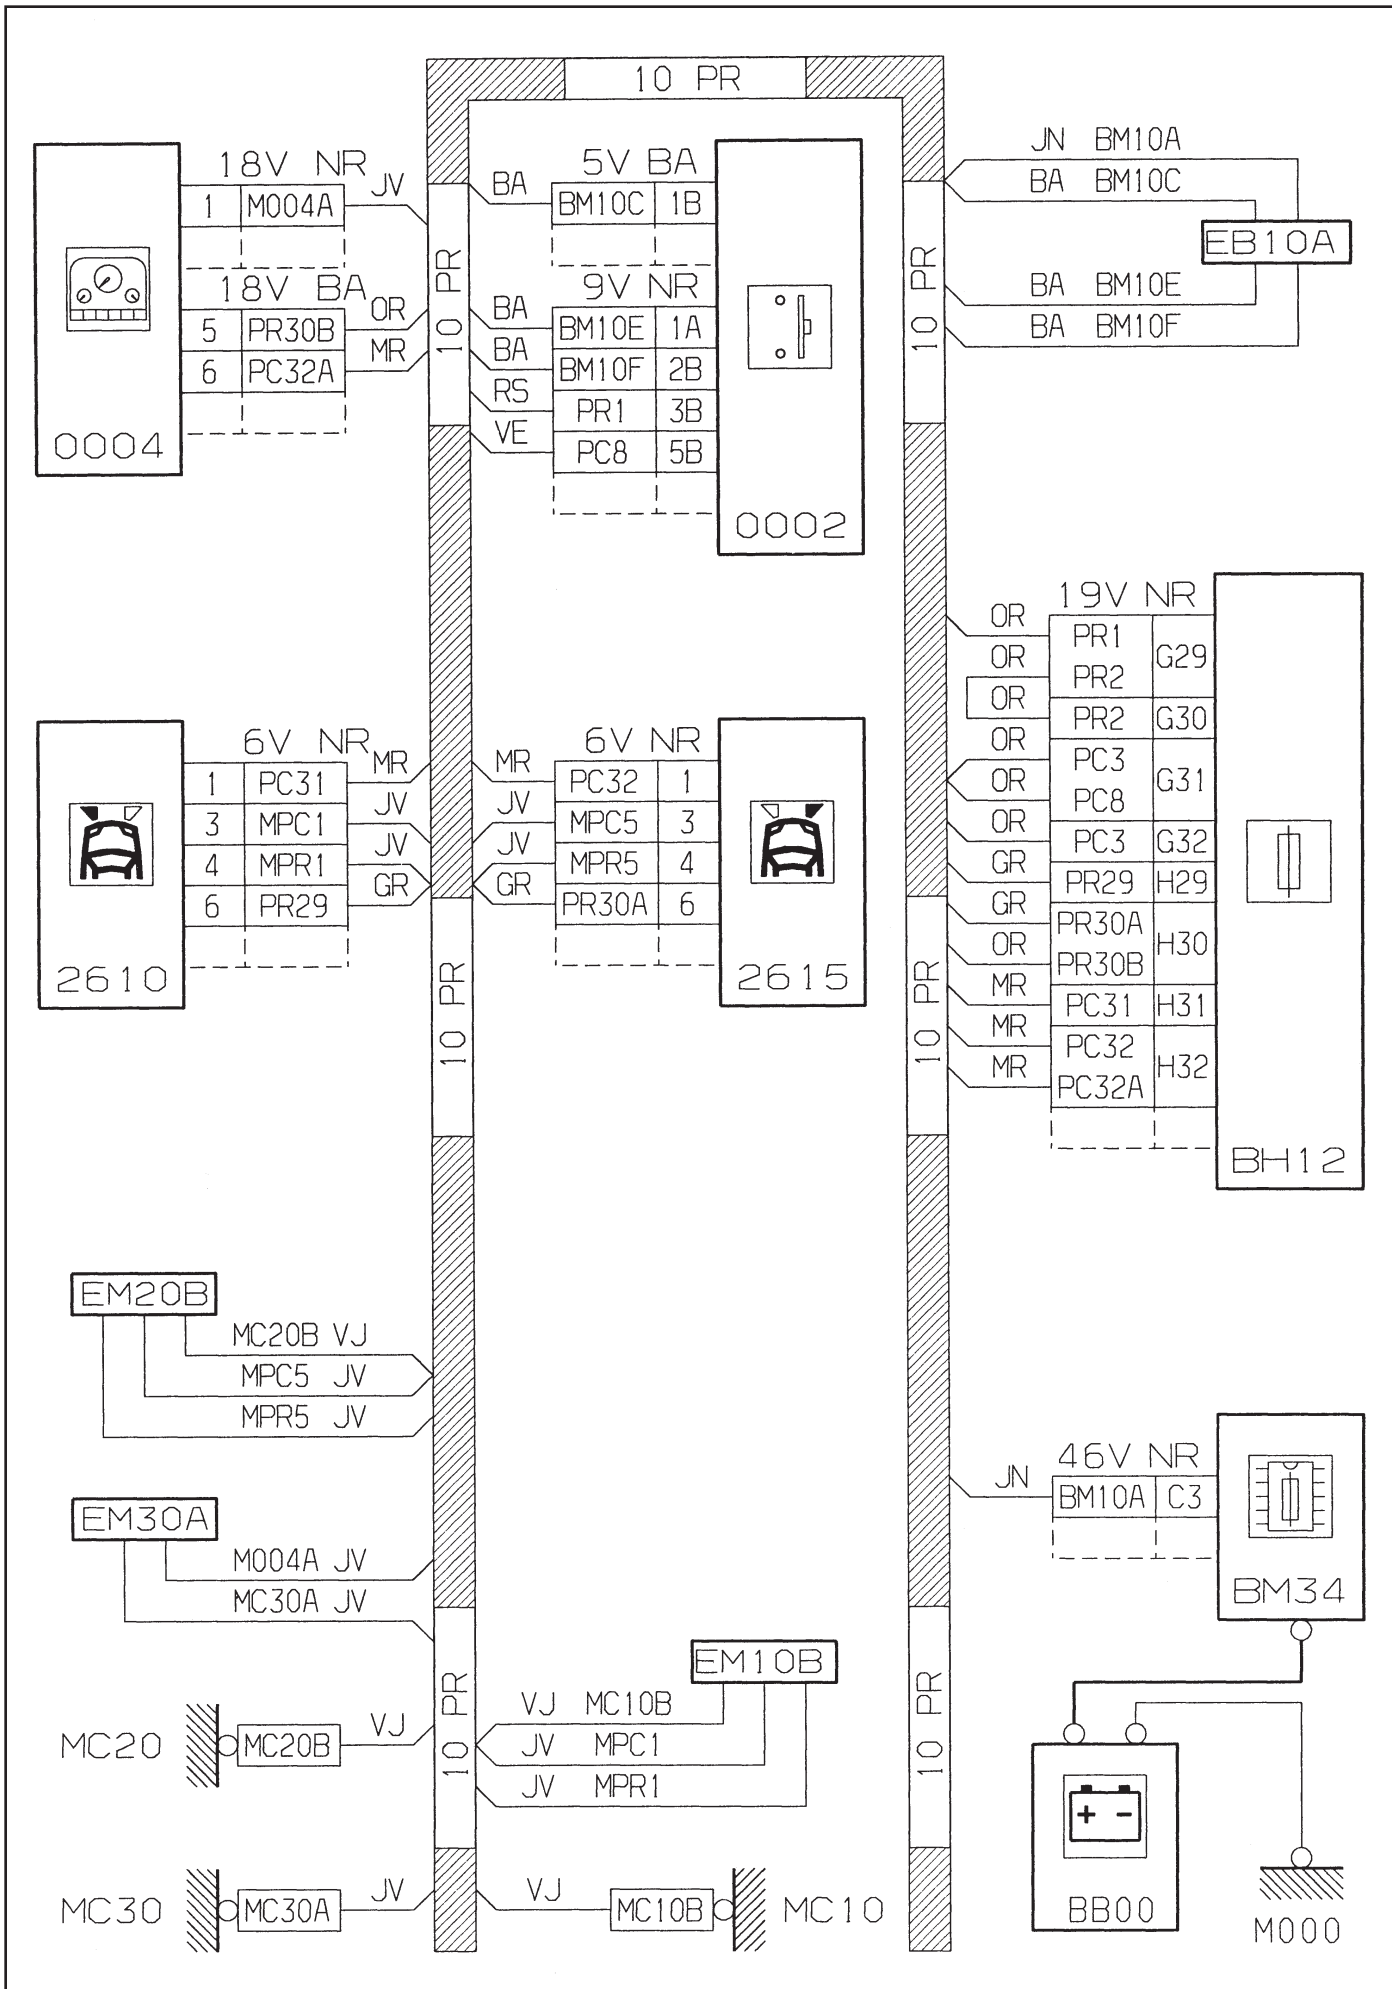 10 PR
18V NR
1 M004A
JV
18V BA
5 PR30B
OR
6 PC32A
MR
0004
10 PR
5V BA
BA
BM10C 1B
9V NR
BA
BM10E 1A
BA
BM10F 2B
RS
PR1 3B
VE
PC8 5B
0002
10 PR
JN BM10A
BA BM10C
EB10A
BA BM10E
BA BM10F
6V NR
1 PC31
MR
3 MPC1
JV
4 MPR1
JV
6 PR29
GR
2610
6V NR
MR
PC32 1
JV
MPC5 3
JV
MPR5 4
GR
PR30A 6
2615
19V NR
OR
PR1
G29
OR
PR2
OR
PR2 G30
OR
PC3
G31
OR
PC8
OR
PC3 G32
GR
PR29 H29
GR
PR30A
H30
OR
PR30B
MR
PC31 H31
MR
PC32
H32
MR
PC32A
BH12
10 PR
10 PR
EM20B
MC20B VJ
MPC5 JV
MPR5 JV
EM30A
M004A JV
MC30A JV
46V NR
JN
BM10A C3
BM34
10 PR
10 PR
EM10B
VJ MC10B
JV MPC1
JV MPR1
MC20
MC20B
VJ
MC30
MC30A
JV
VJ
MC10B
MC10
+ -
BB00
M000